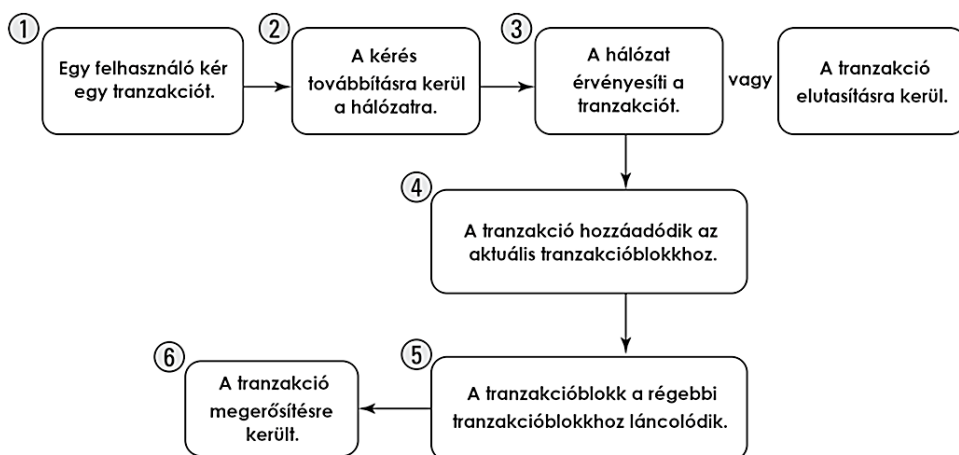 1
Egy felhasználó kér
egy tranzakciót.
2
A kérés
továbbításra kerül
a hálózatra.
3
A hálózat
érvényesíti a
tranzakciót.
vagy
A tranzakció
elutasításra kerül.
4
A tranzakció hozzáadódik az
aktuális tranzakcióblokkhoz.
5
A tranzakcióblokk a régebbi
tranzakcióblokkhoz láncolódik.
6
A tranzakció
megerősítésre
került.